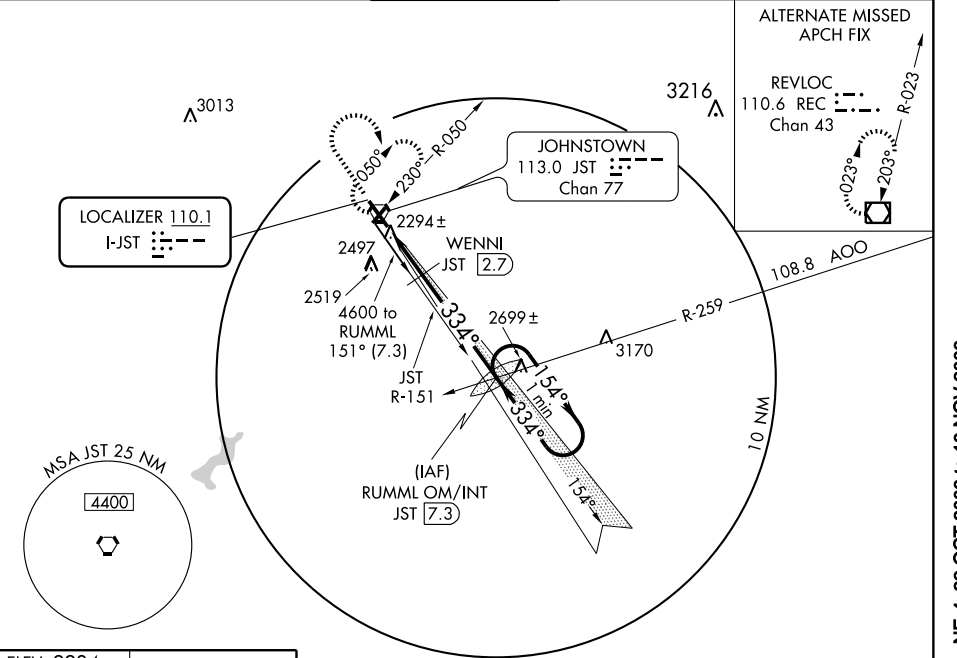 ALTERNATE MISSED
APCH FIX
REVLOC
110.6 REC
Chan 43
R-023
023°
203°
3013
3216
050°
230°
R-050
JOHNSTOWN
113.0 JST
Chan 77
LOCALIZER 110.1
I-JST
2294±
2497
WENNI
JST 2.7
2519
4600 to
RUMML
151° (7.3)
334°
2699±
3170
R-259
108.8 AOO
JST
R-151
154°
1 min
334°
(IAF)
RUMML OM/INT
JST 7.3
154°
10 NM
MSA JST 25 NM
4400